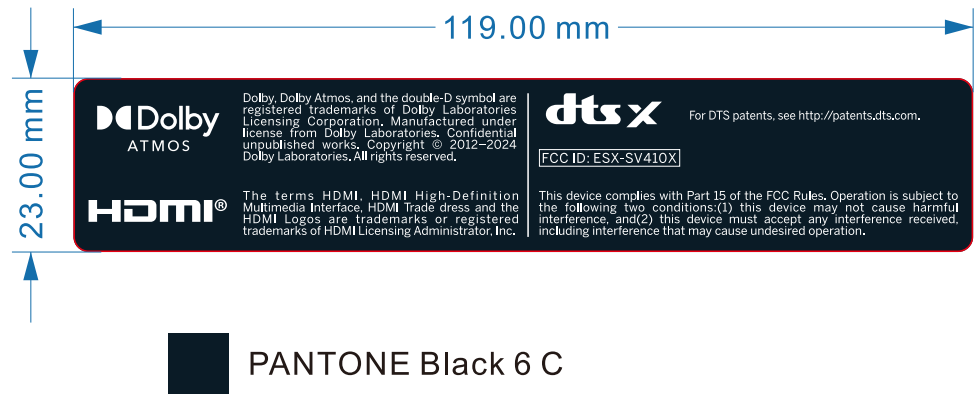 119.00 mm
23.00 mm
Dolby
ATMOS
Dolby, Dolby Atmos, and the double-D symbol are
registered trademarks of Dolby Laboratories
Licensing Corporation. Manufactured under
license from Dolby Laboratories. Confidential
unpublished works. Copyright © 2012–2024
Dolby Laboratories. All rights reserved.
HDMI®
The terms HDMI, HDMI High-Definition
Multimedia Interface, HDMI Trade dress and the
HDMI Logos are trademarks or registered
trademarks of HDMI Licensing Administrator, Inc.
dts X
For DTS patents, see http://patents.dts.com.
FCC ID: ESX-SV410X
This device complies with Part 15 of the FCC Rules. Operation is subject to
the following two conditions:(1) this device may not cause harmful
interference, and(2) this device must accept any interference received,
including interference that may cause undesired operation.
PANTONE Black 6 C